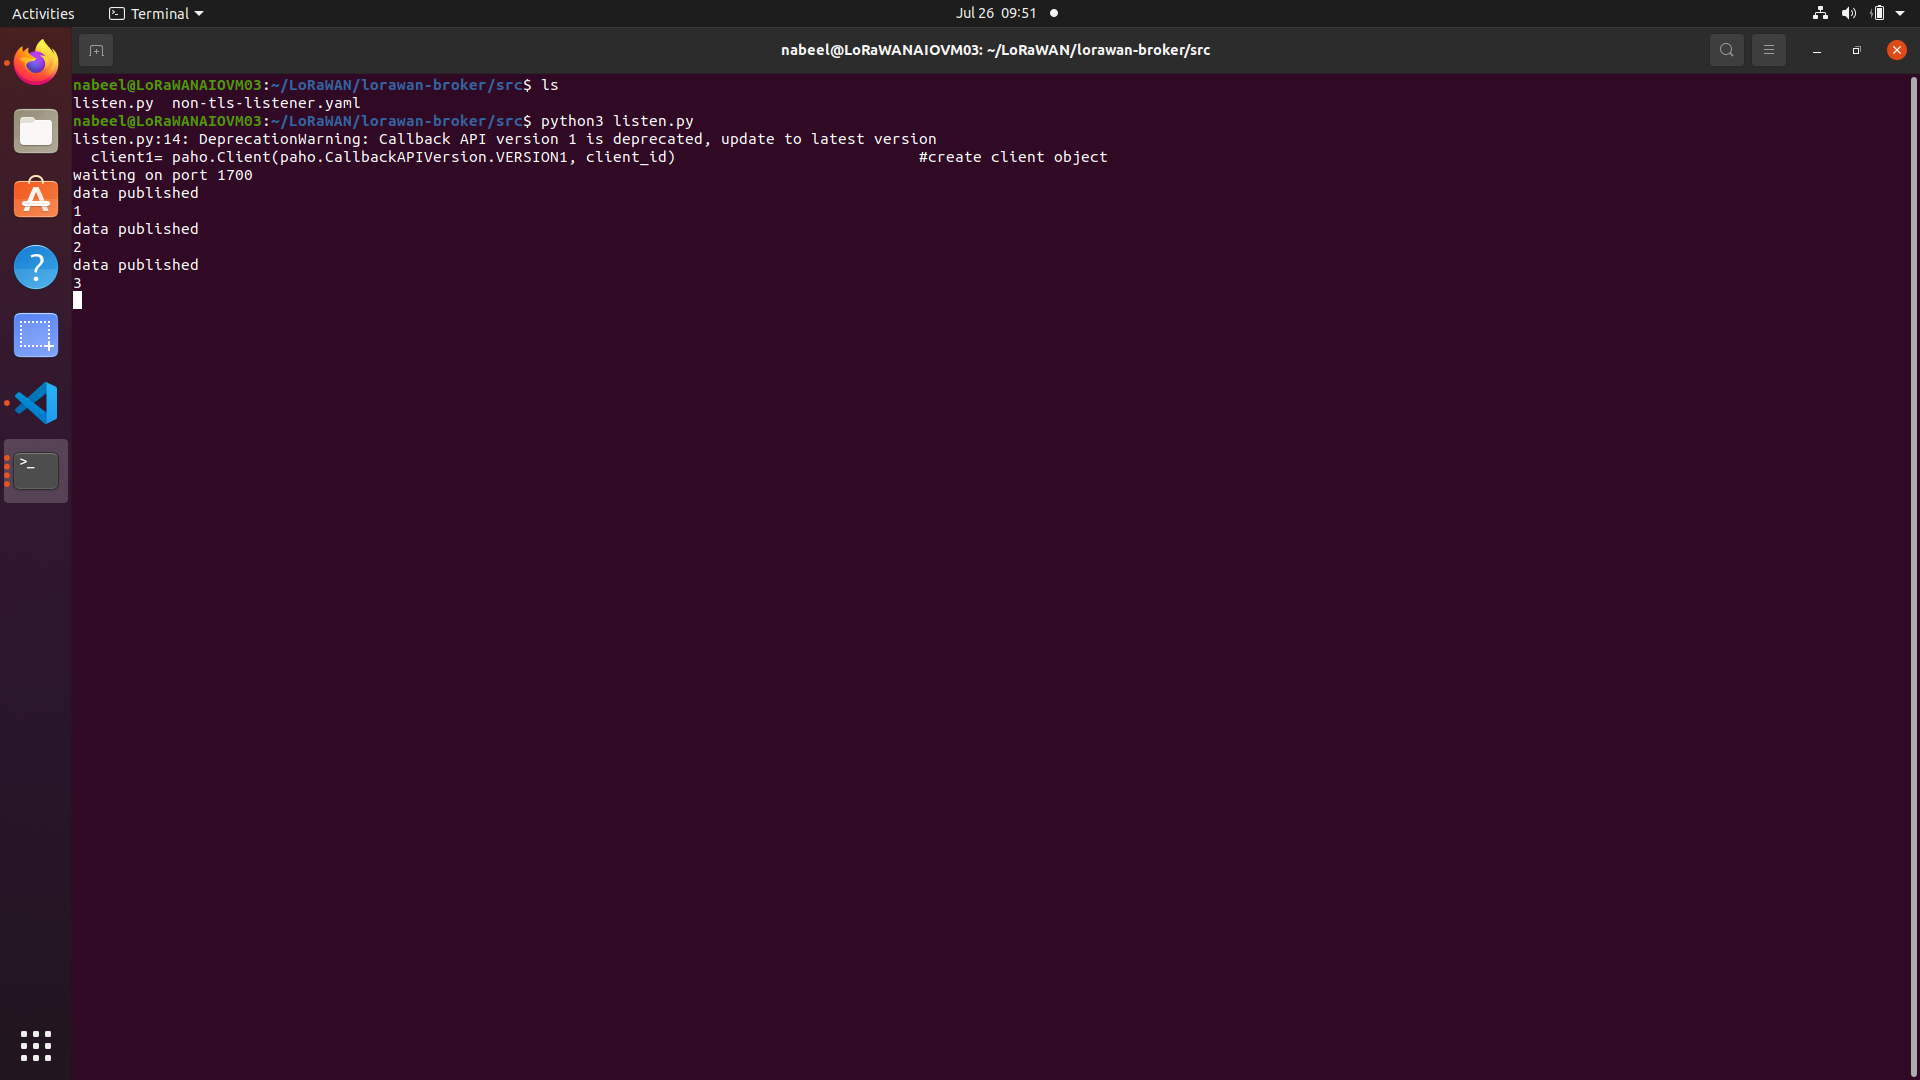 Activities Terminal Jul 26 09:51
nabeel@LoRaWANAIOVM03: ~/LoRaWAN/lorawan-broker/src
nabeel@LoRaWANAIOVM03:~/LoRaWAN/lorawan-broker/src$ ls
listen.py  non-tls-listener.yaml
nabeel@LoRaWANAIOVM03:~/LoRaWAN/lorawan-broker/src$ python3 listen.py
listen.py:14: DeprecationWarning: Callback API version 1 is deprecated, update to latest version
  client1= paho.Client(paho.CallbackAPIVersion.VERSION1, client_id)                           #create client object
waiting on port 1700
data published
1
data published
2
data published
3